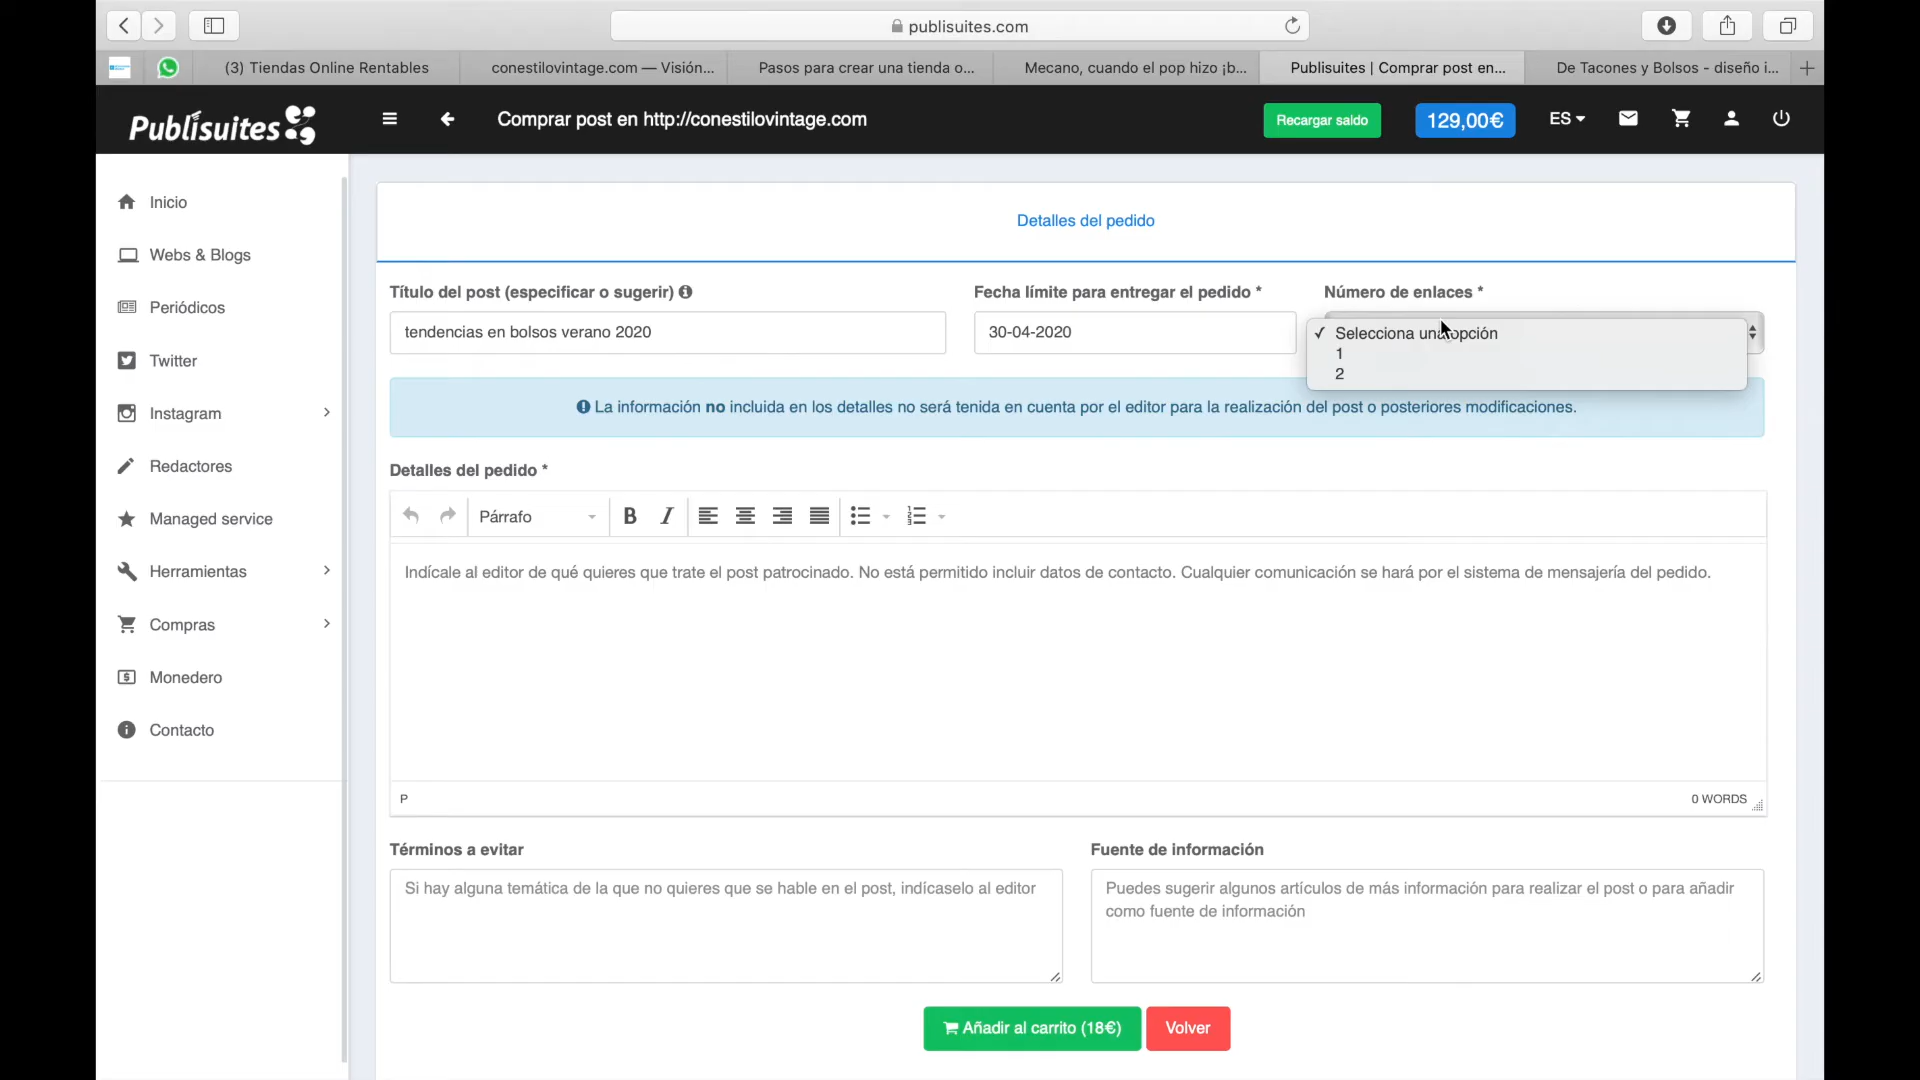 publisuites.com
(3) Tiendas Online Rentables
conestilovintage.com — Visión...
Pasos para crear una tienda o...
Mecano, cuando el pop hizo ¡b...
Publisuites | Comprar post en...
De Tacones y Bolsos - diseño i...
Publisuites
Comprar post en http://conestilovintage.com
Recargar saldo
129,00€
ES
Inicio
Webs & Blogs
Periódicos
Twitter
Instagram
Redactores
Managed service
Herramientas
Compras
Monedero
Contacto
Detalles del pedido
Título del post (especificar o sugerir)
Fecha límite para entregar el pedido *
Número de enlaces *
tendencias en bolsos verano 2020
30-04-2020
✓ Selecciona una opción
1
2
La información no incluida en los detalles no será tenida en cuenta por el editor para la realización del post o posteriores modificaciones.
Detalles del pedido *
Párrafo
B I
Indícale al editor de qué quieres que trate el post patrocinado. No está permitido incluir datos de contacto. Cualquier comunicación se hará por el sistema de mensajería del pedido.
P
0 WORDS
Términos a evitar
Si hay alguna temática de la que no quieres que se hable en el post, indícaselo al editor
Fuente de información
Puedes sugerir algunos artículos de más información para realizar el post o para añadir
como fuente de información
Añadir al carrito (18€)
Volver